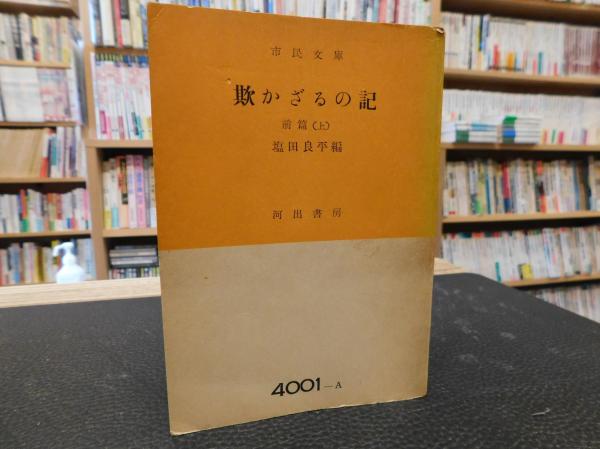 市民文庫
欺かざるの記
前篇(上)
塩田良平編
河出書房
4001—A